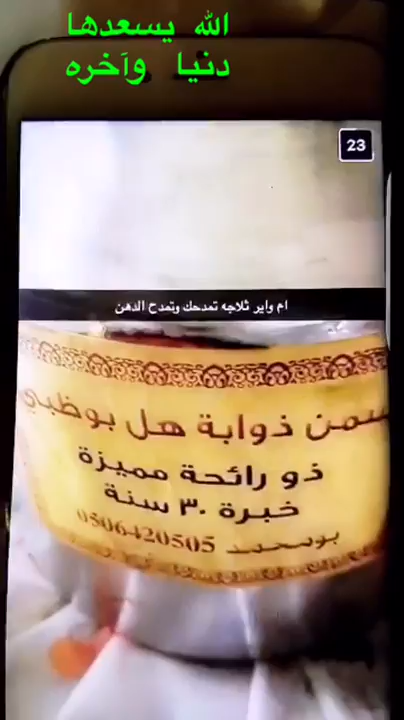 الله يسعدها
دنيا وآخره
23
ام واير ثلاجه تمدحك وتمدح الدهن
سمن ذوابة هل بوظبي
ذو رائحة مميزة
خبرة ٣٠ سنة
بومحمد 0506420505